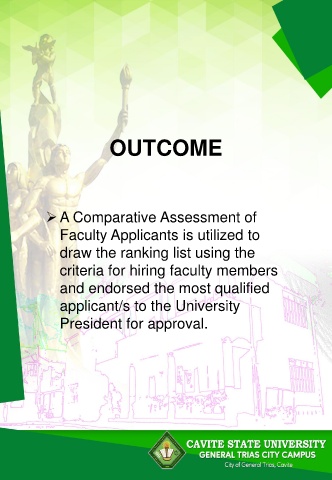 OUTCOME
➢ A Comparative Assessment of
Faculty Applicants is utilized to
draw the ranking list using the
criteria for hiring faculty members
and endorsed the most qualified
applicant/s to the University
President for approval.
CAVITE STATE UNIVERSITY
GENERAL TRIAS CITY CAMPUS
City of General Trias, Cavite